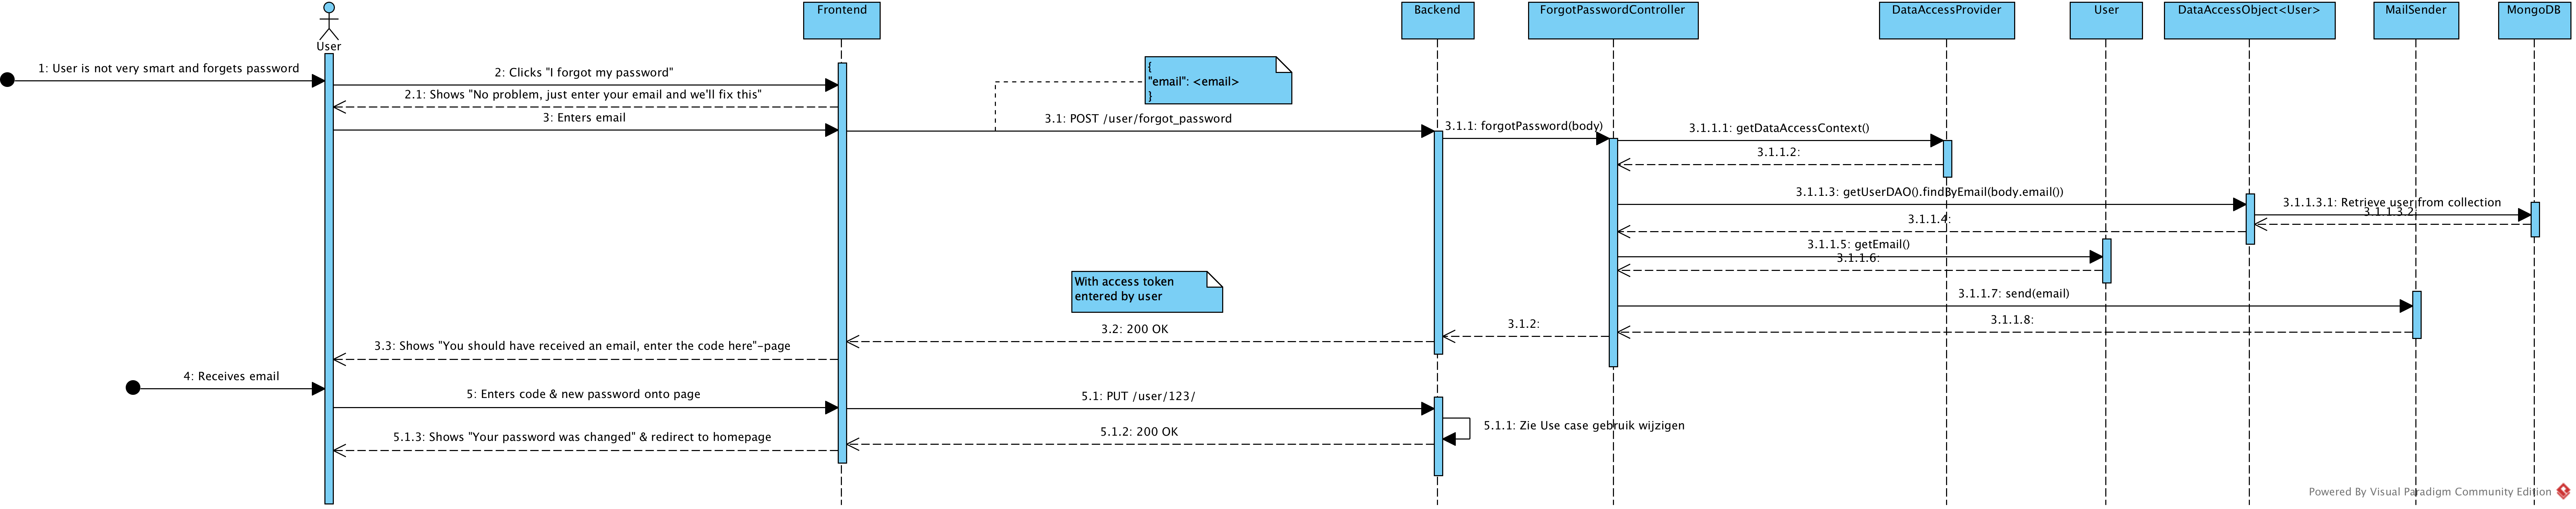 User
Frontend
Backend
ForgotPasswordController
DataAccessProvider
User
DataAccessObject<User>
MailSender
MongoDB
1: User is not very smart and forgets password
2: Clicks "I forgot my password"
2.1: Shows "No problem, just enter your email and we'll fix this"
3: Enters email
{
"email": <email>
}
3.1: POST /user/forgot_password
3.1.1: forgotPassword(body)
3.1.1.1: getDataAccessContext()
3.1.1.2:
3.1.1.3: getUserDAO().findByEmail(body.email())
3.1.1.3.1: Retrieve user from collection
3.1.1.3.2:
3.1.1.4:
3.1.1.5: getEmail()
3.1.1.6:
With access token
entered by user
3.1.1.7: send(email)
3.1.1.8:
3.1.2:
3.2: 200 OK
3.3: Shows "You should have received an email, enter the code here"-page
4: Receives email
5: Enters code & new password onto page
5.1: PUT /user/123/
5.1.1: Zie Use case gebruik wijzigen
5.1.2: 200 OK
5.1.3: Shows "Your password was changed" & redirect to homepage
Powered By Visual Paradigm Community Edition